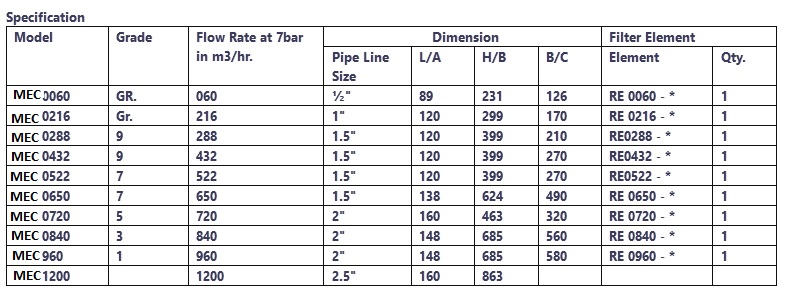 Specification
Model Grade Flow Rate at 7bar in m3/hr. Dimension Filter Element
Pipe Line Size L/A H/B B/C Element Qty.
MEC 0060 GR. 060 ½" 89 231 126 RE 0060 - * 1
MEC 0216 Gr. 216 1" 120 299 170 RE 0216 - * 1
MEC 0288 9 288 1.5" 120 399 210 RE0288 - * 1
MEC 0432 9 432 1.5" 120 399 270 RE0432 - * 1
MEC 0522 7 522 1.5" 120 399 270 RE0522 - * 1
MEC 0650 7 650 1.5" 138 624 490 RE 0650 - * 1
MEC 0720 5 720 2" 160 463 320 RE 0720 - * 1
MEC 0840 3 840 2" 148 685 560 RE 0840 - * 1
MEC 960 1 960 2" 148 685 580 RE 0960 - * 1
MEC 1200 1200 2.5" 160 863